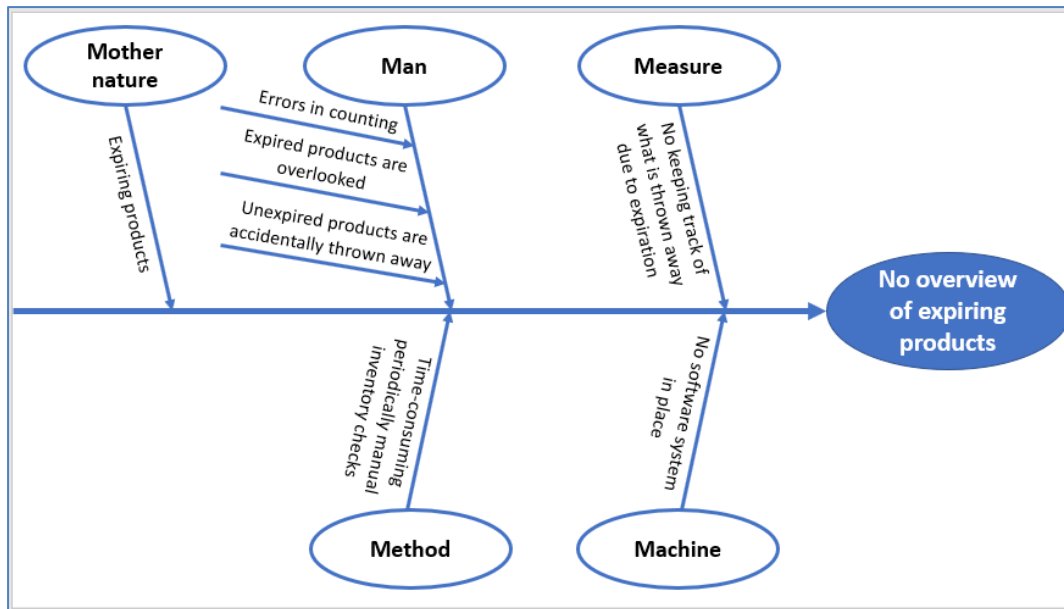 Mother
nature
Man
Measure
Errors in counting
Expired products are
overlooked
Unexpired products are
accidentally thrown away
Expiring products
No keeping track of
what is thrown away
due to expiration
No overview
of expiring
products
Time-consuming
periodically manual
inventory checks
No software system
in place
Method
Machine